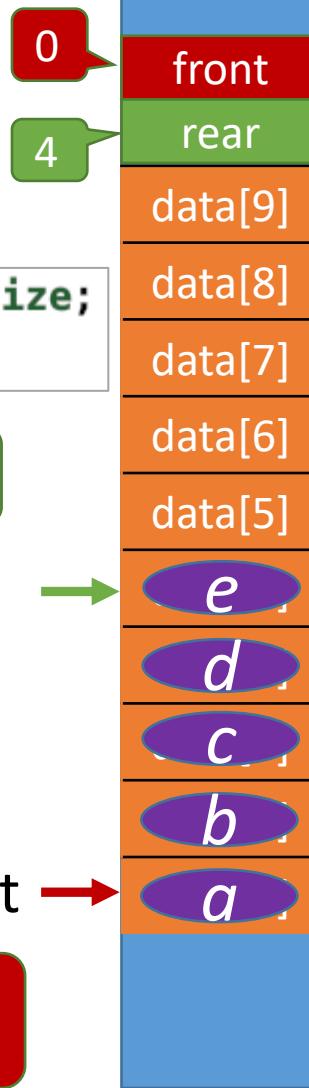 0
front
4
rear
data[9]
ize;
data[8]
data[7]
data[6]
data[5]
e ]
d ]
c ]
b ]
t
a ]